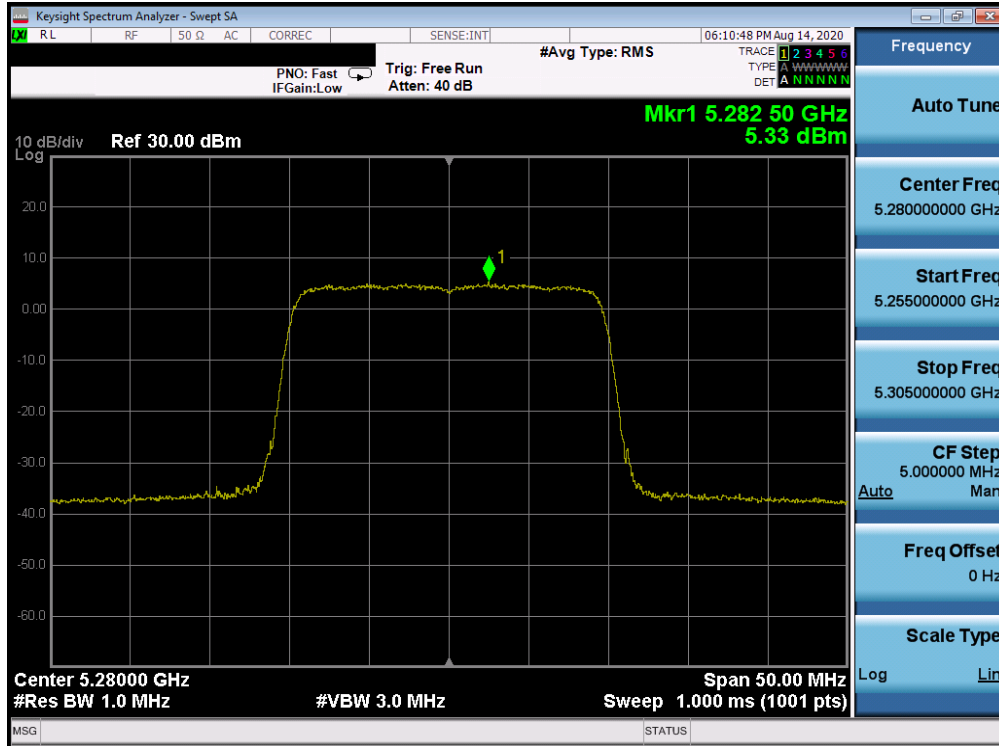 Keysight Spectrum Analyzer - Swept SA
LXI RL RF 50 Ω AC CORREC SENSE:INT 06:10:48 PM Aug 14, 2020
#Avg Type: RMS
TRACE 1 2 3 4 5 6
TYPE A WWWWW
DET A N N N N N
PNO: Fast
IFGain:Low
Trig: Free Run
Atten: 40 dB
Mkr1 5.282 50 GHz
5.33 dBm
10 dB/div Ref 30.00 dBm
Log
20.0
10.0
1
0.00
-10.0
-20.0
-30.0
-40.0
-50.0
-60.0
Center 5.28000 GHz Span 50.00 MHz
#Res BW 1.0 MHz #VBW 3.0 MHz Sweep 1.000 ms (1001 pts)
MSG STATUS
Frequency
Auto Tune
Center Freq
5.280000000 GHz
Start Freq
5.255000000 GHz
Stop Freq
5.305000000 GHz
CF Step
5.000000 MHz
Auto Man
Freq Offset
0 Hz
Scale Type
Log Lin